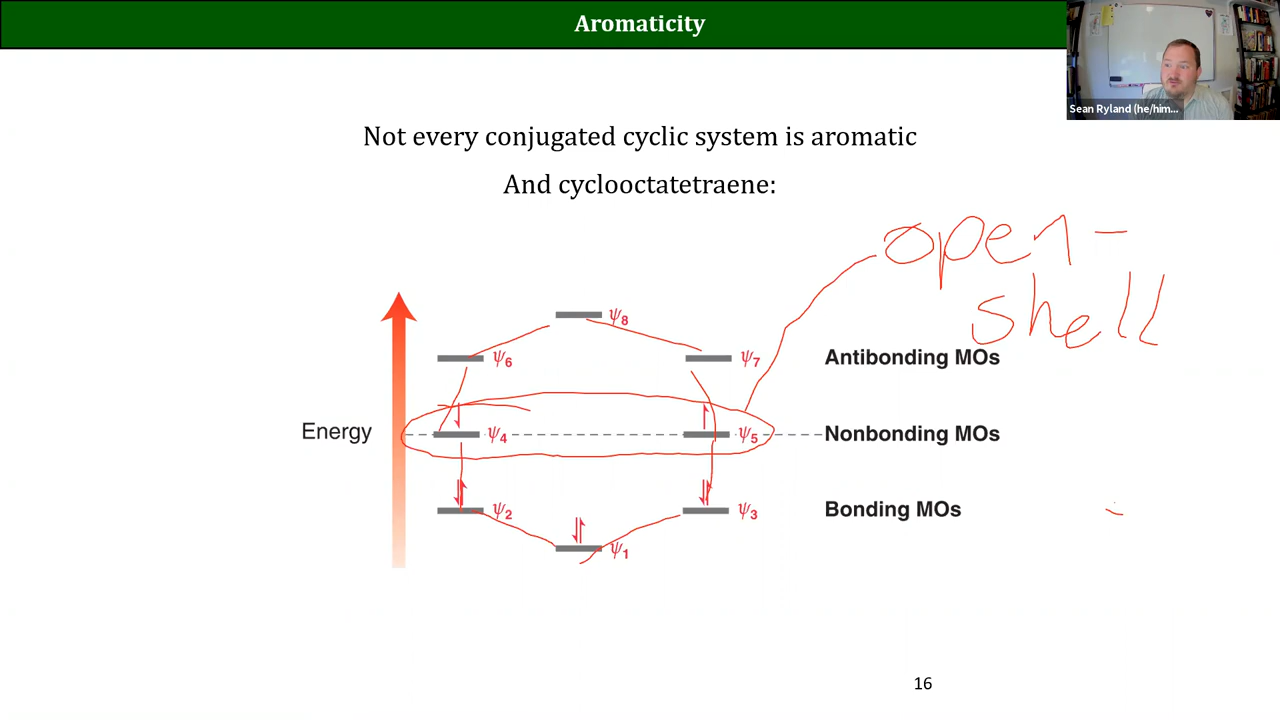 Aromaticity
Sean Ryland (he/him...
Not every conjugated cyclic system is aromatic
And cyclooctatetraene:
open-
shell
ψ8
ψ6
ψ7
Antibonding MOs
Energy
ψ4
ψ5
Nonbonding MOs
ψ2
ψ3
Bonding MOs
ψ1
16